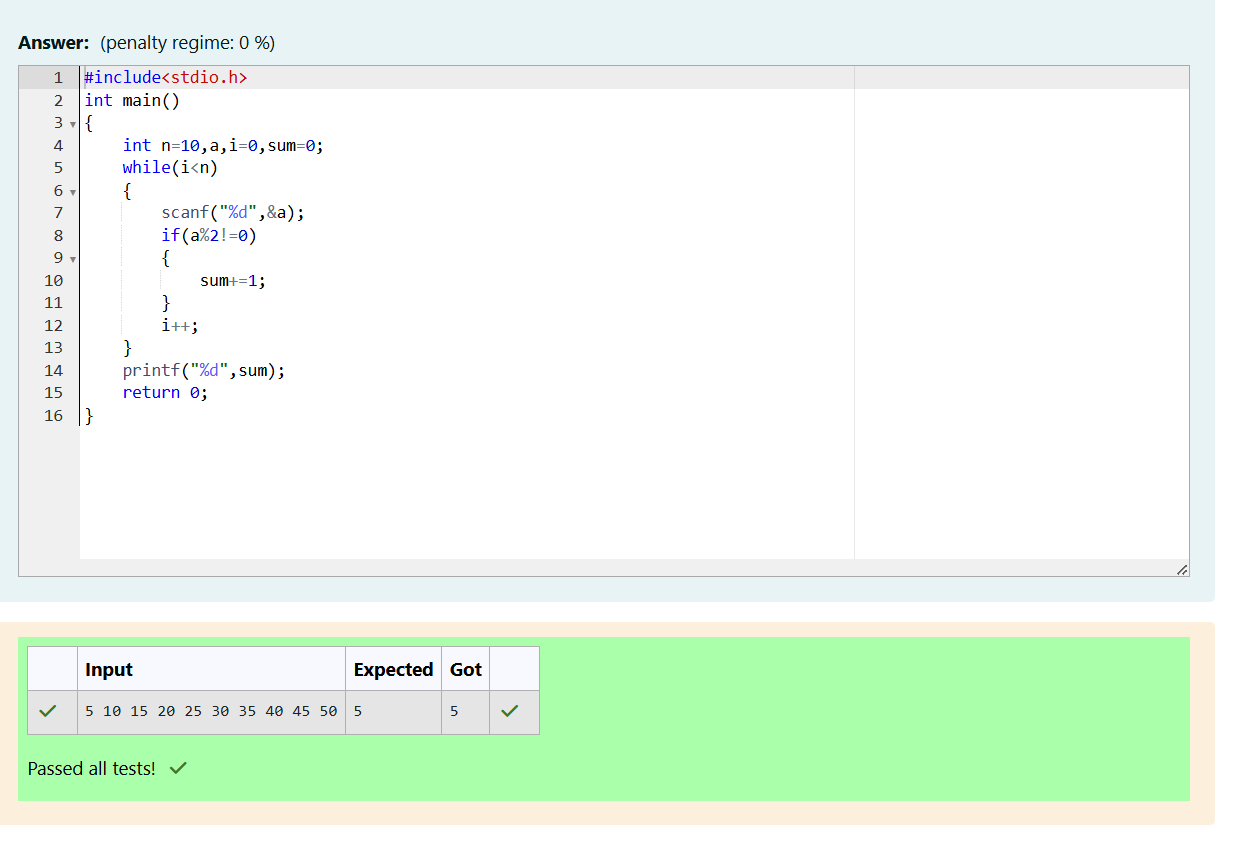 Answer: (penalty regime: 0 %)
1 #include<stdio.h>
2 int main()
3 {
4     int n=10,a,i=0,sum=0;
5     while(i<n)
6     {
7         scanf("%d",&a);
8         if(a%2!=0)
9         {
10             sum+=1;
11         }
12         i++;
13     }
14     printf("%d",sum);
15     return 0;
16 }
Input Expected Got
5 10 15 20 25 30 35 40 45 50 5 5
Passed all tests!